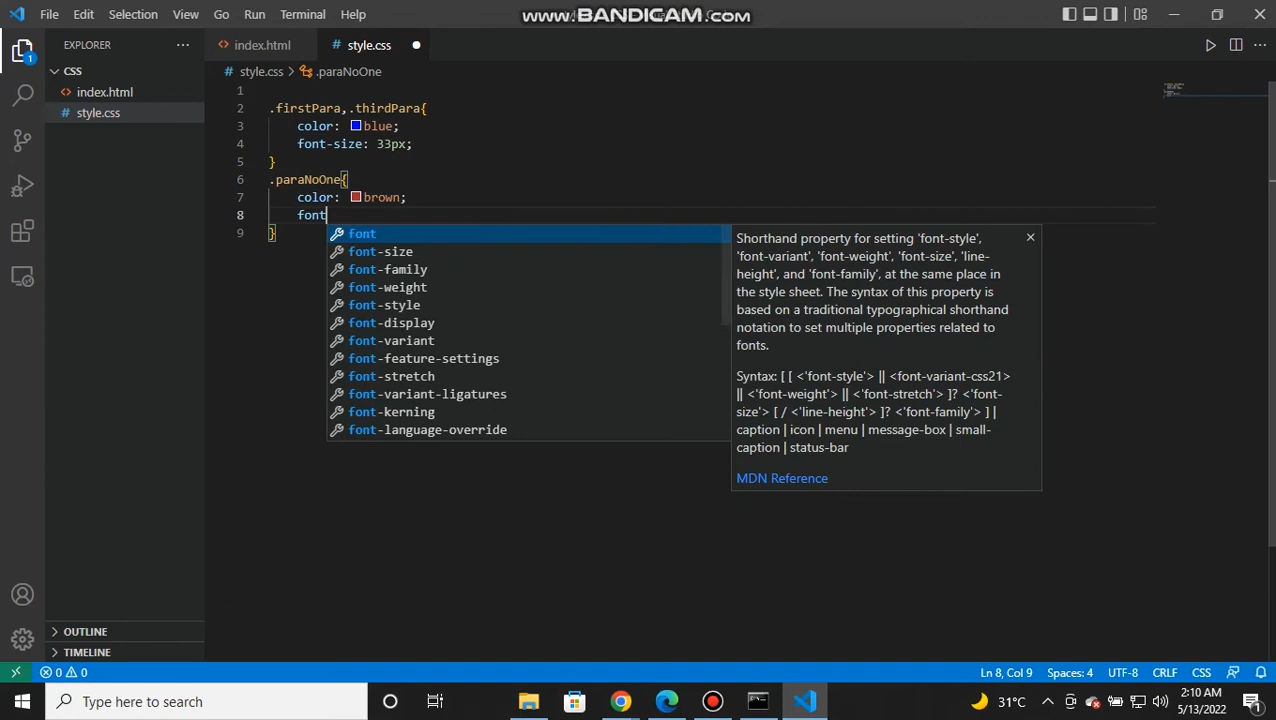 File Edit Selection View Go Run Terminal Help
www.BANDICAM.com
EXPLORER
index.html
style.css
CSS
style.css > .paraNoOne
index.html
style.css
1
2 .firstPara,.thirdPara{
3 color: blue;
4 font-size: 33px;
5 }
6 .paraNoOne{
7 color: brown;
8 font
9 }
font
font-size
font-family
font-weight
font-style
font-display
font-variant
font-feature-settings
font-stretch
font-variant-ligatures
font-kerning
font-language-override
Shorthand property for setting 'font-style',
'font-variant', 'font-weight', 'font-size', 'line-
height', and 'font-family', at the same place in
the style sheet. The syntax of this property is
based on a traditional typographical shorthand
notation to set multiple properties related to
fonts.
Syntax: [ [ <'font-style'> || <font-variant-css21>
|| <'font-weight'> || <'font-stretch'> ]? <'font-
size'> [ / <'line-height'> ]? <'font-family'> ] |
caption | icon | menu | message-box | small-
caption | status-bar
MDN Reference
OUTLINE
TIMELINE
0 0
Ln 8, Col 9 Spaces: 4 UTF-8 CRLF CSS
Type here to search
31°C
2:10 AM
5/13/2022
1
1